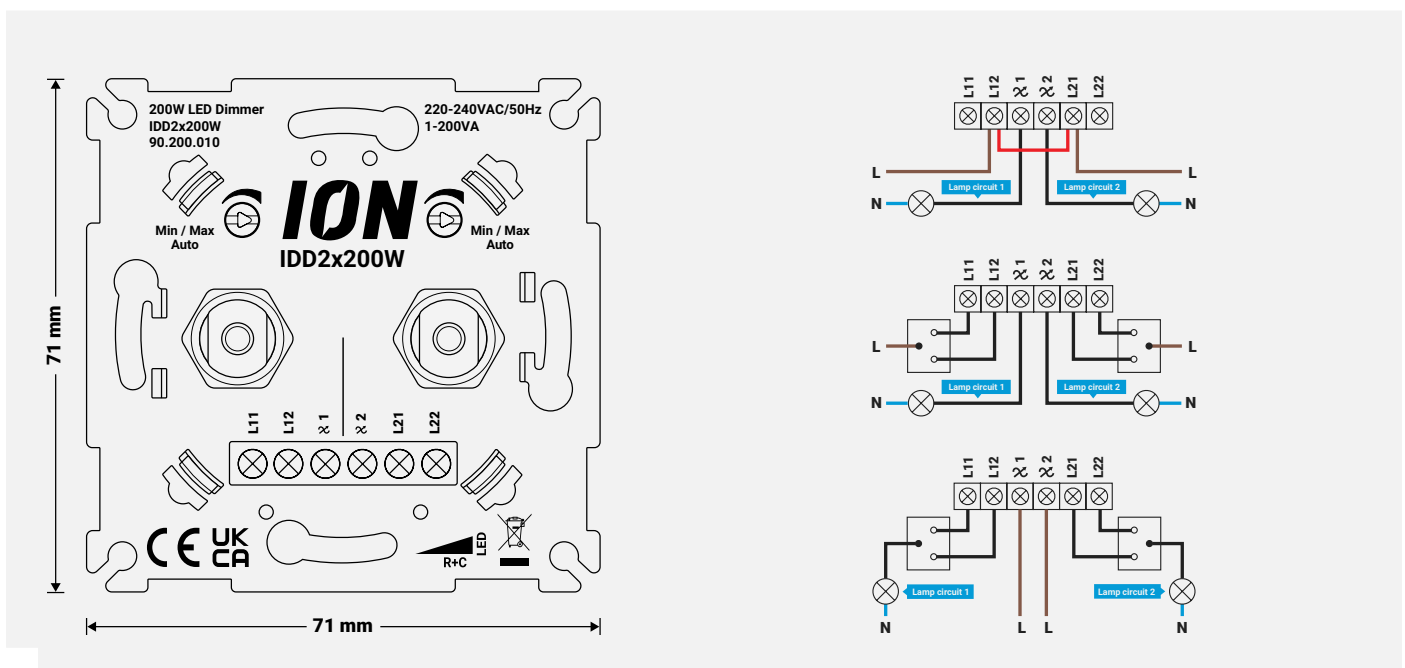 200W LED Dimmer
IDD2x200W
90.200.010
220-240VAC/50Hz
1-200VA
Min / Max
Auto
ION
Min / Max
Auto
IDD2x200W
71 mm
L11 L12 1 2 L21 L22
CE UK
CA
R+C
LED
71 mm
L11 L12 1 2 L21 L22
L L
Lamp circuit 1 Lamp circuit 2
N N
L11 L12 1 2 L21 L22
L L
Lamp circuit 1 Lamp circuit 2
N N
L11 L12 1 2 L21 L22
Lamp circuit 1 Lamp circuit 2
N L L N